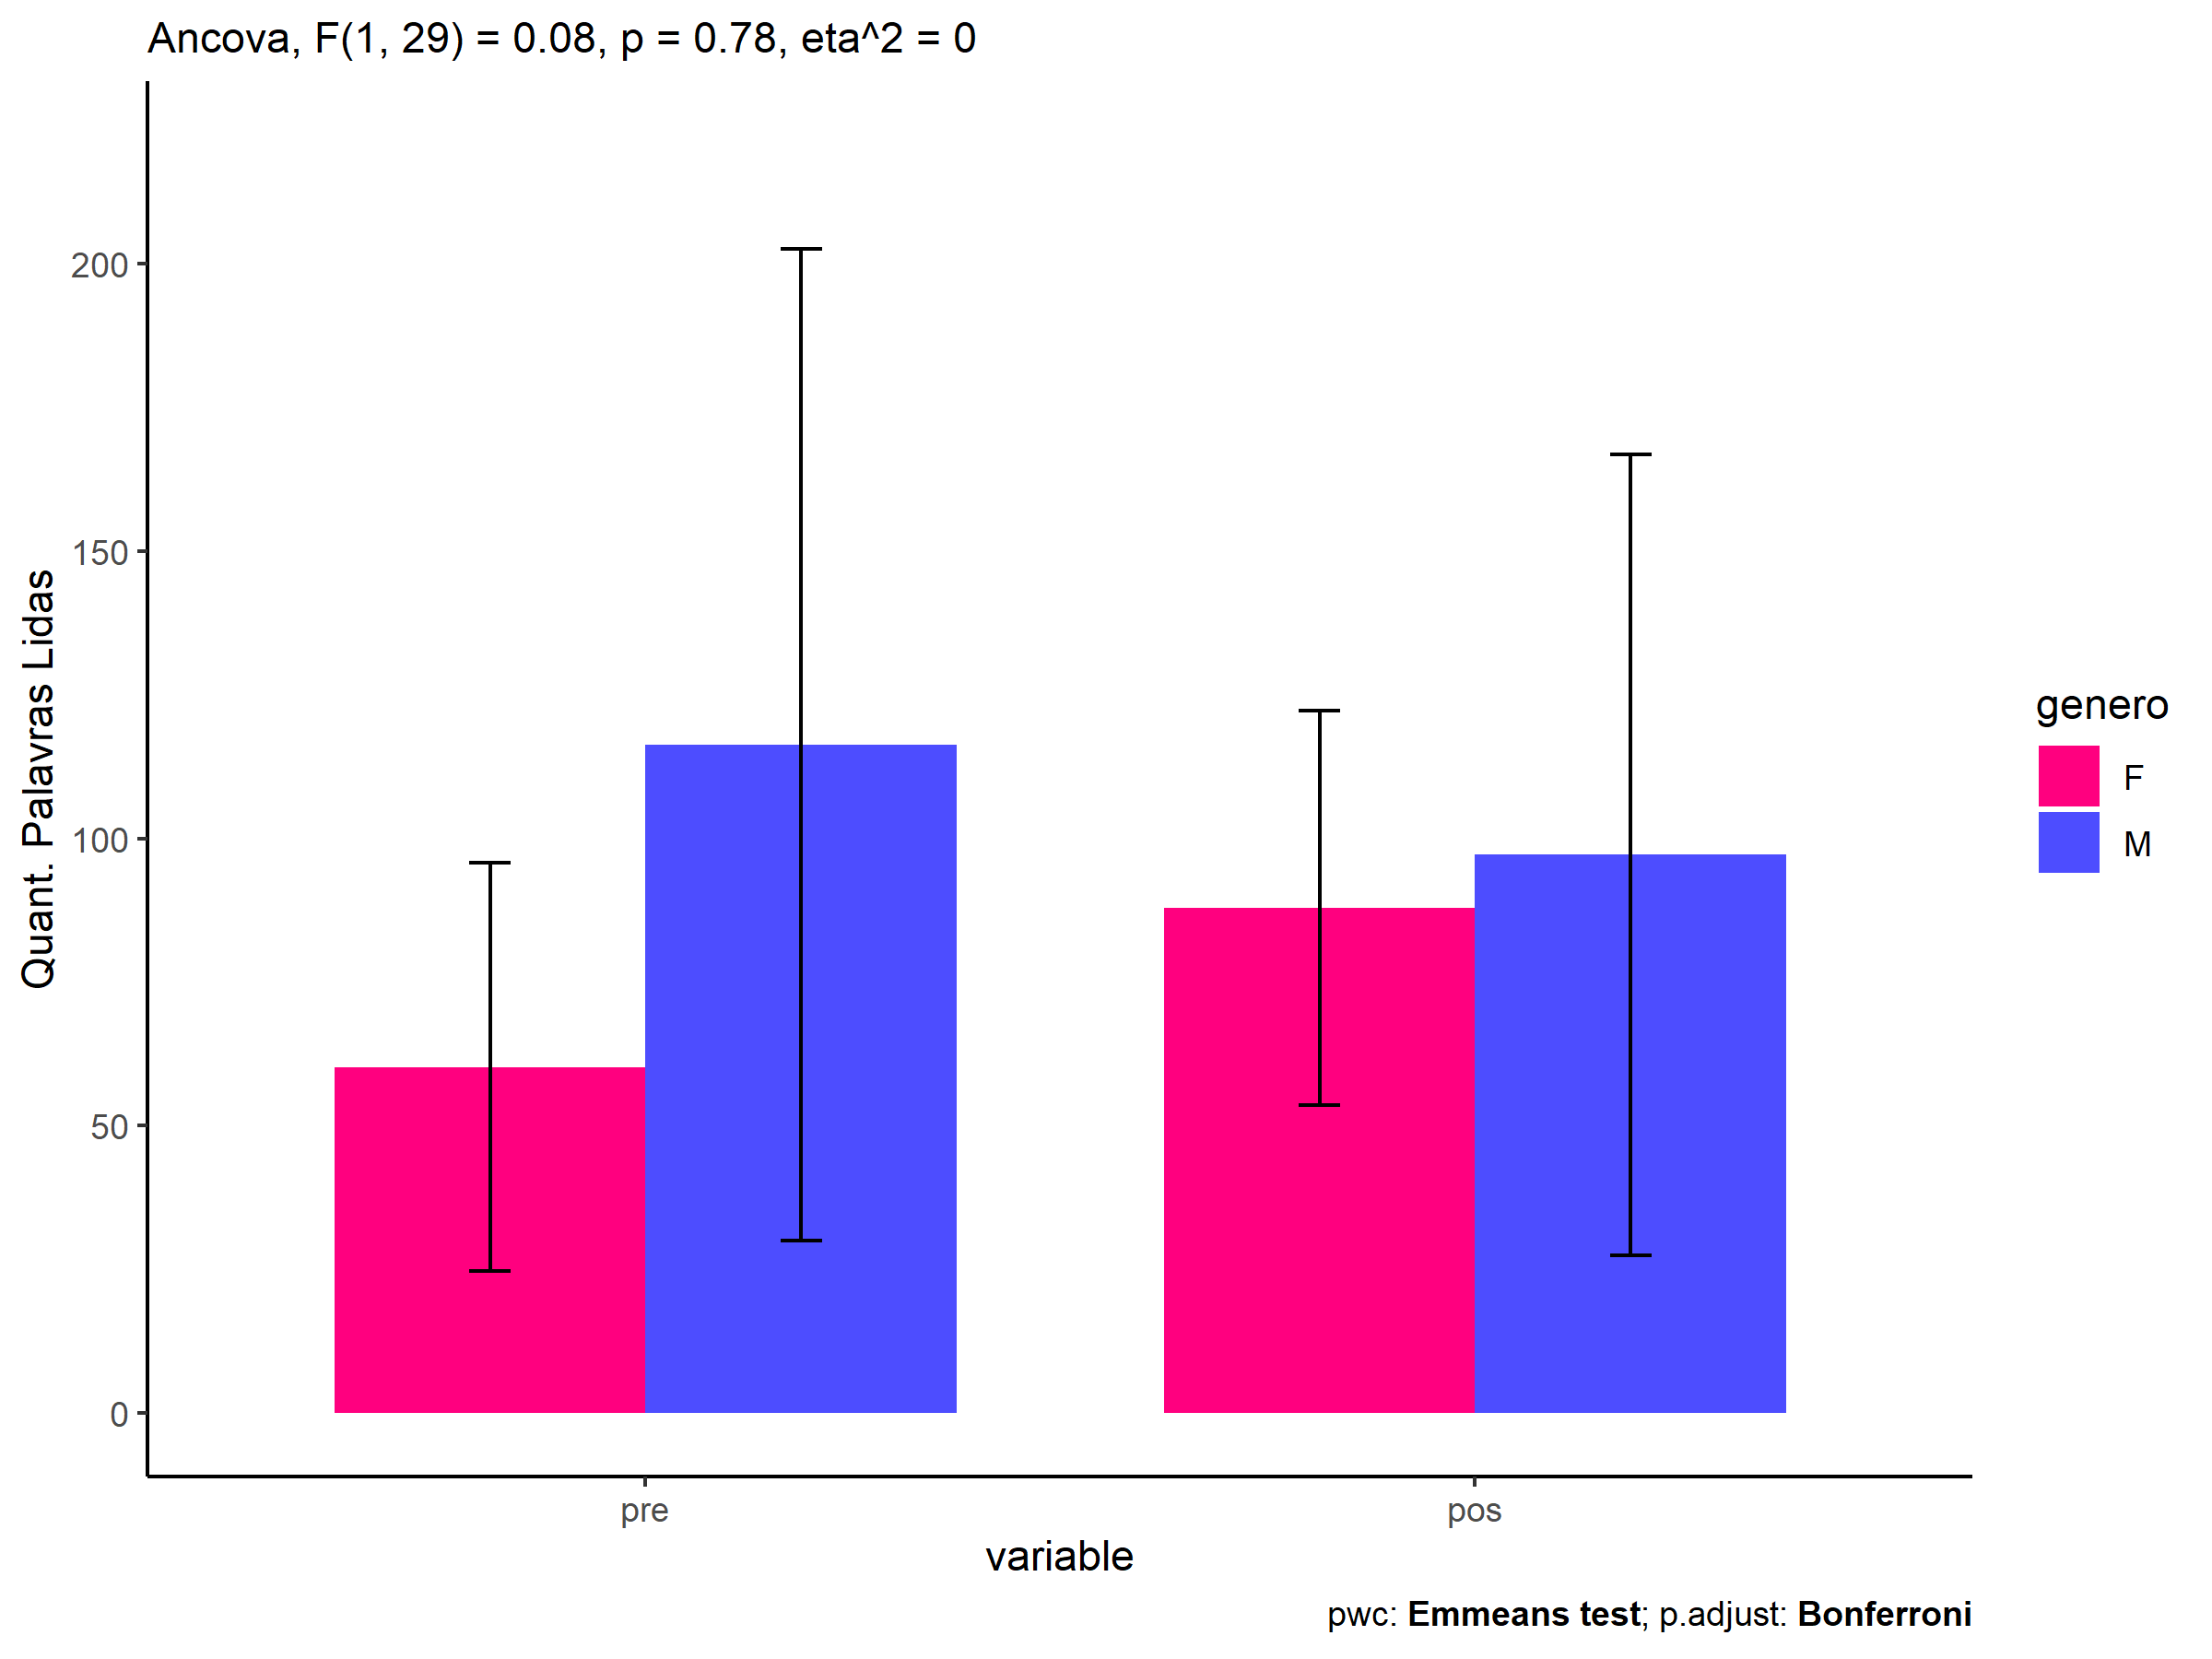 Ancova, F(1, 29) = 0.08, p = 0.78, eta^2 = 0
Quant. Palavras Lidas
200
150
100
50
0
pre
pos
variable
genero
F
M
pwc: Emmeans test; p.adjust: Bonferroni